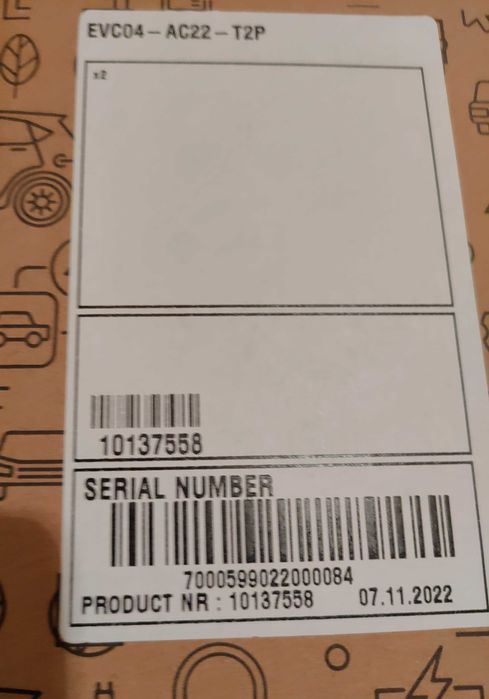 EVC04-AC22-T2P
x2
10137558
SERIAL NUMBER
7000599022000084
PRODUCT NR : 10137558 07.11.2022